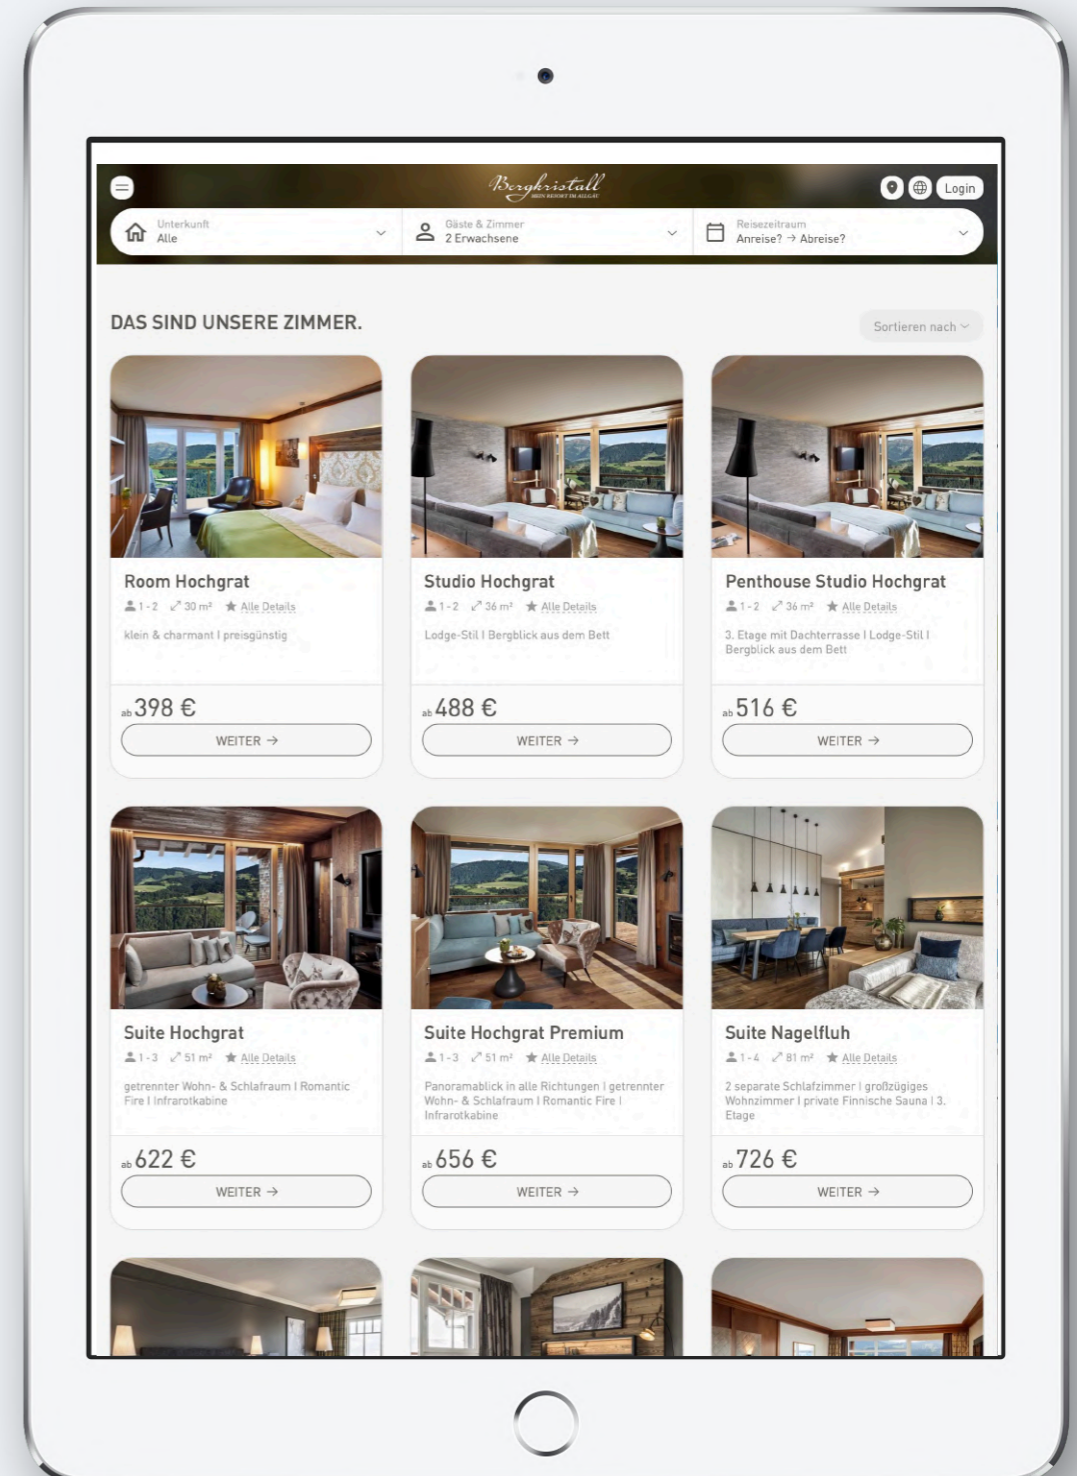 Bergkristall
MEIN RESORT IM ALLGÄU
Login
Unterkunft
Alle
Gäste & Zimmer
2 Erwachsene
Reisezeitraum
Anreise? → Abreise?
DAS SIND UNSERE ZIMMER.
Sortieren nach
Room Hochgrat
1 - 2 30 m² Alle Details
klein & charmant I preisgünstig
ab 398 €
WEITER →
Studio Hochgrat
1 - 2 36 m² Alle Details
Lodge-Stil I Bergblick aus dem Bett
ab 488 €
WEITER →
Penthouse Studio Hochgrat
1 - 2 36 m² Alle Details
3. Etage mit Dachterrasse I Lodge-Stil I
Bergblick aus dem Bett
ab 516 €
WEITER →
Suite Hochgrat
1 - 3 51 m² Alle Details
getrennter Wohn- & Schlafraum I Romantic
Fire I Infrarotkabine
ab 622 €
WEITER →
Suite Hochgrat Premium
1 - 3 51 m² Alle Details
Panoramablick in alle Richtungen I getrennter
Wohn- & Schlafraum I Romantic Fire I
Infrarotkabine
ab 656 €
WEITER →
Suite Nagelfluh
1 - 4 81 m² Alle Details
2 separate Schlafzimmer I großzügiges
Wohnzimmer I private Finnische Sauna I 3.
Etage
ab 726 €
WEITER →